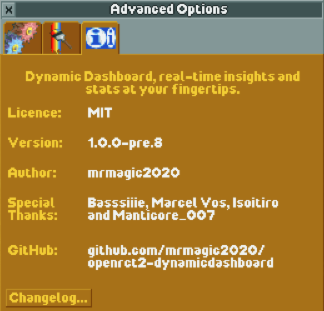 Advanced Options
Dynamic Dashboard, real-time insights and
stats at your fingertips.
Licence: MIT
Version: 1.0.0-pre.8
Author: mrmagic2020
Special Basssiiie, Marcel Vos, Isoitiro
Thanks: and Manticore_007
GitHub: github.com/mrmagic2020/
openrct2-dynamicdashboard
Changelog...